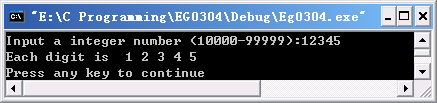 "E:\C Programming\EG0304\Debug\Eg0304.exe"
Input a integer number (10000-99999):12345
Each digit is  1 2 3 4 5
Press any key to continue